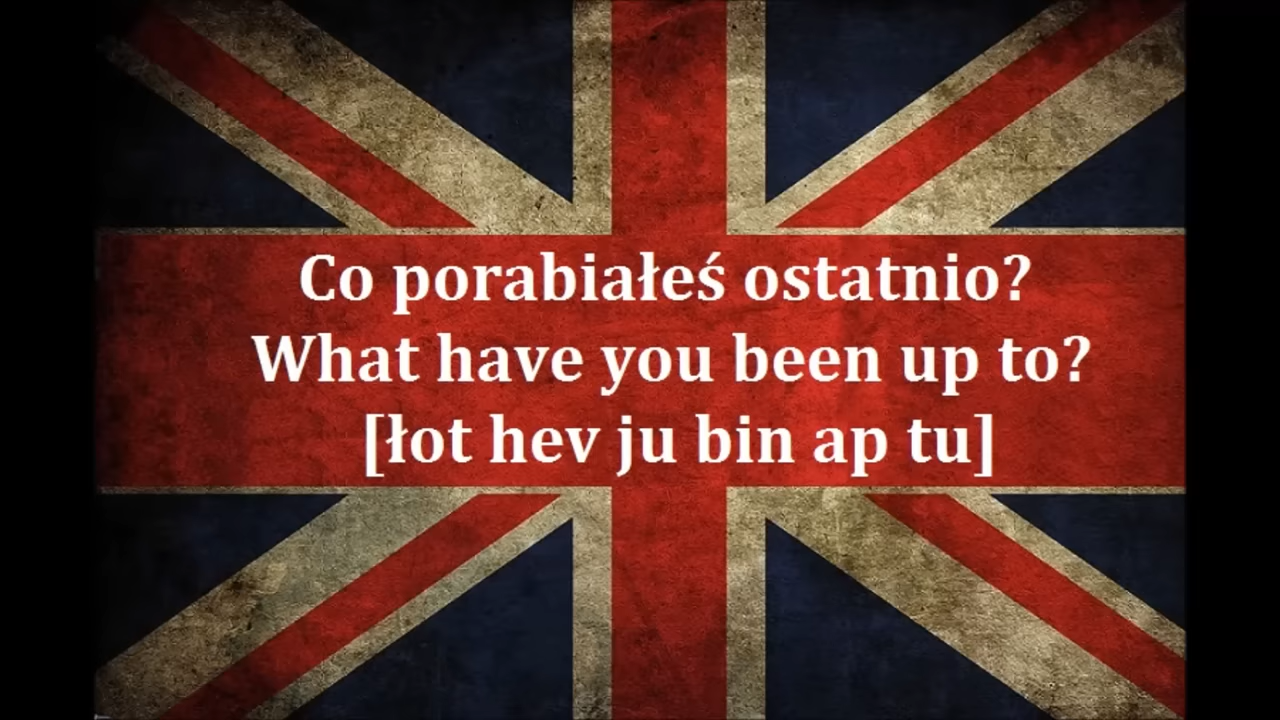 Co porabiałeś ostatnio?
What have you been up to?
[łot hev ju bin ap tu]